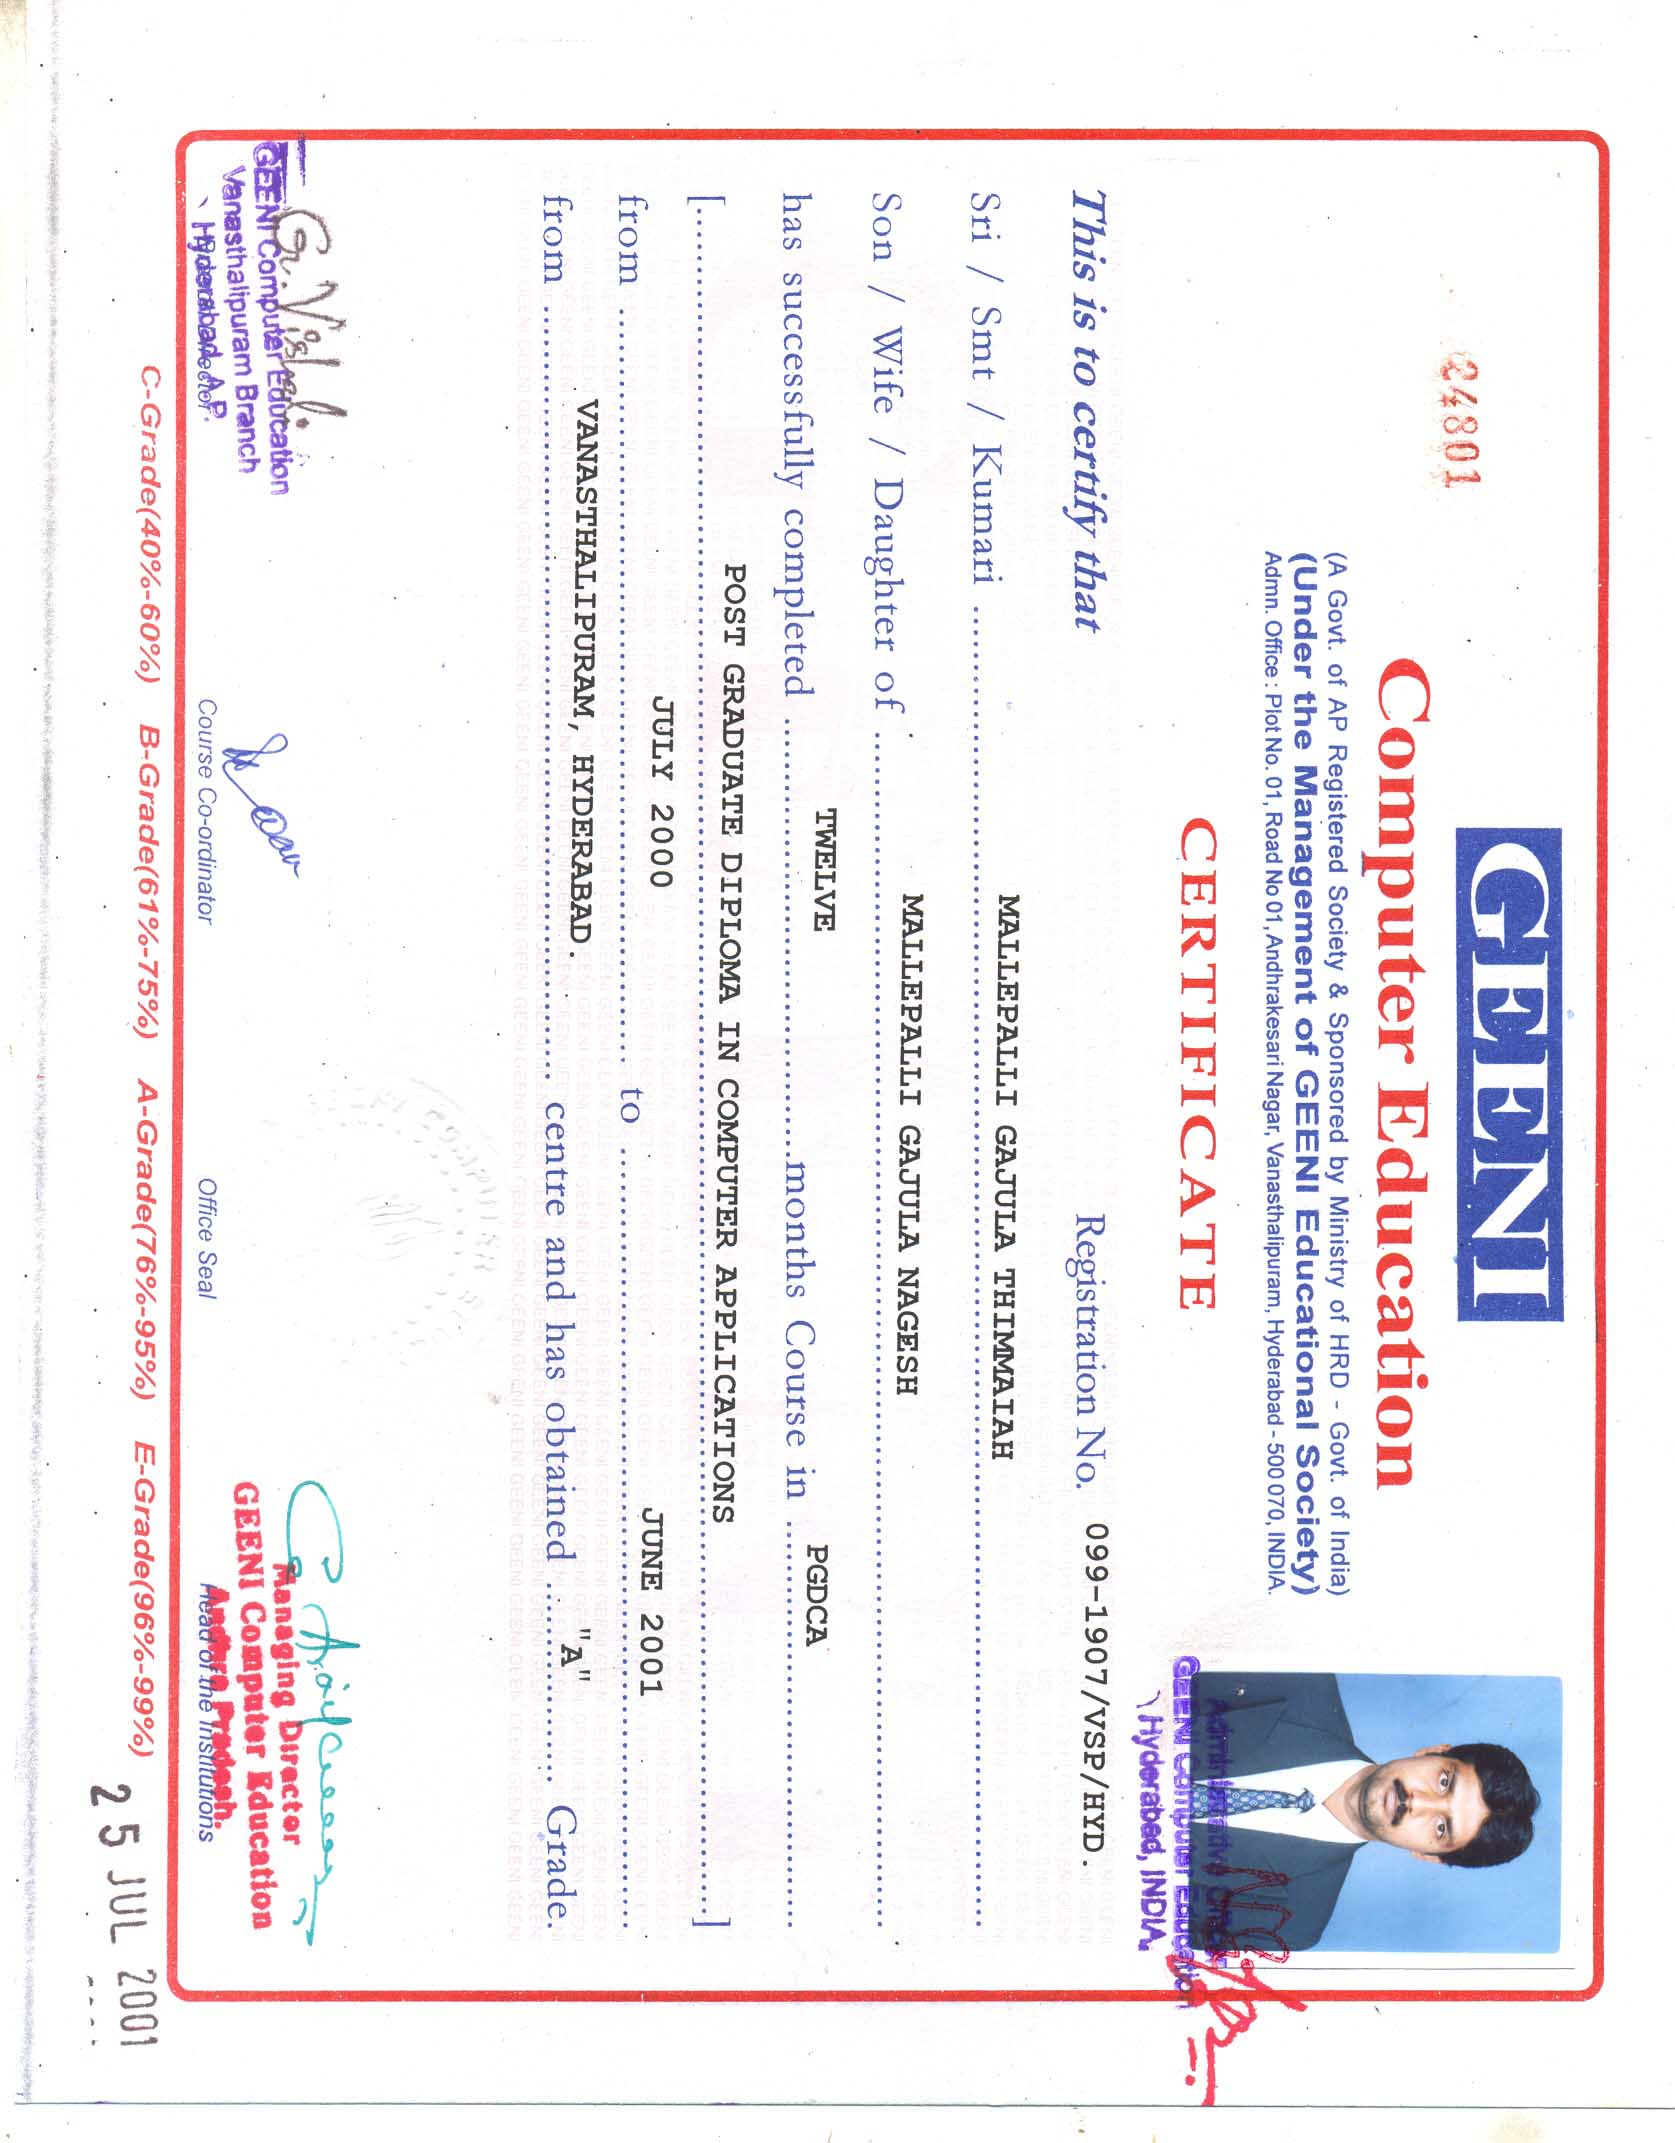 24801
GEENI
Computer Education
(A Govt. of AP Registered Society & Sponsored by Ministry of HRD - Govt. of India)
(Under the Management of GEENI Educational Society)
Admn. Office : Plot No. 01, Road No 01, Andhrakesari Nagar, Vanasthalipuram, Hyderabad - 500 070, INDIA.
CERTIFICATE
Administrative
GEENI Computer Education
Hyderabad, INDIA.
This is to certify that Registration No. 099-1907/VSP/HYD.
Sri / Smt / Kumari MALLEPALLI GAJULA THIMMAIAH
Son / Wife / Daughter of MALLEPALLI GAJULA NAGESH
has successfully completed TWELVE months Course in PGDCA
[ POST GRADUATE DIPLOMA IN COMPUTER APPLICATIONS ]
from JULY 2000 to JUNE 2001
from VANASTHALIPURAM, HYDERABAD. centre and has obtained "A" Grade.
GEENI Computer Education
Vanasthalipuram Branch
Hyderabad A.P.
Course Co-ordinator
Office Seal
Managing Director
GEENI Computer Education
Andhra Pradesh.
Head of the Institutions
C-Grade(40%-60%) B-Grade(61%-75%) A-Grade(76%-95%) E-Grade(96%-99%)
25 JUL 2001